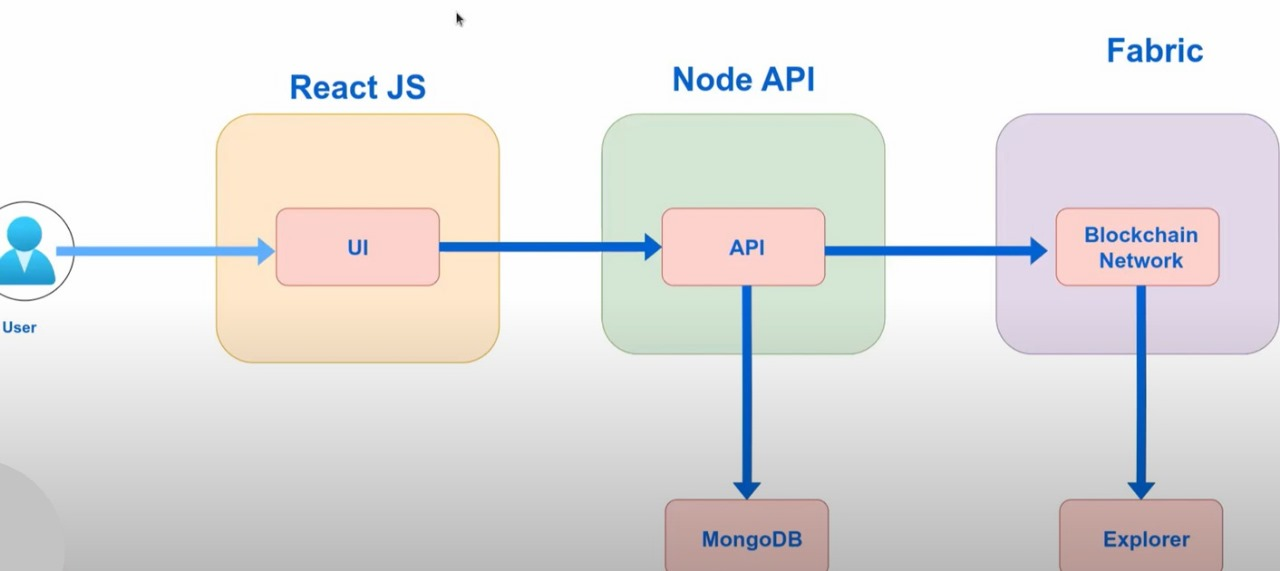 Fabric
React JS
Node API
UI
API
Blockchain
Network
User
MongoDB
Explorer